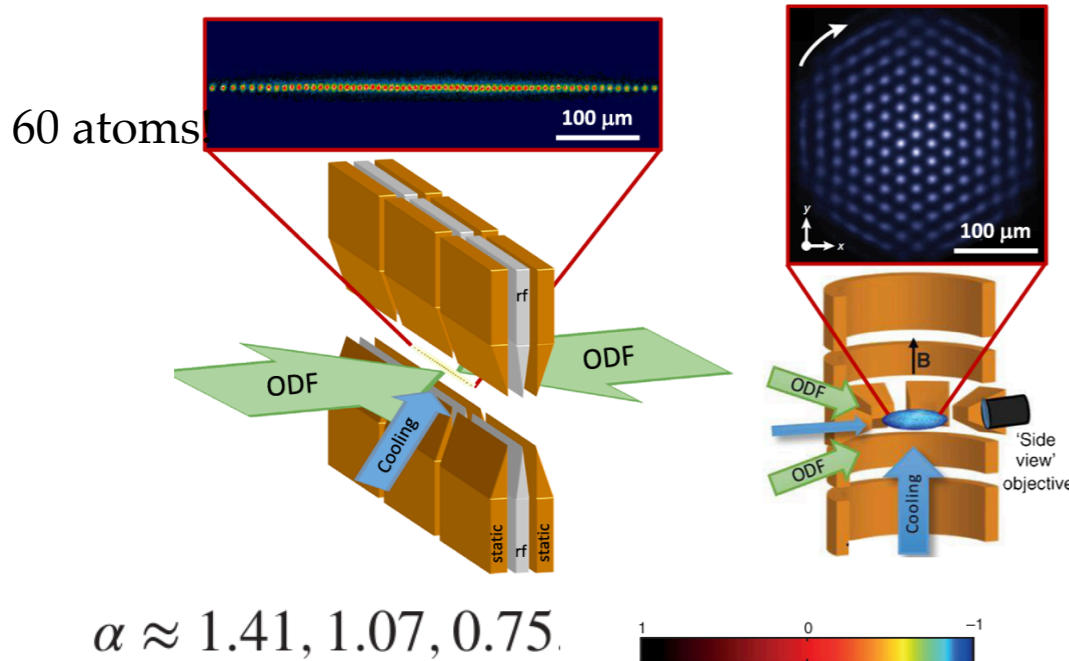 60 atoms
100 μm
rf
ODF
ODF
Cooling
static
rf
static
y
x
100 μm
B
ODF
ODF
Cooling
'Side
view'
objective
α ≈ 1.41, 1.07, 0.75.
1
0
−1